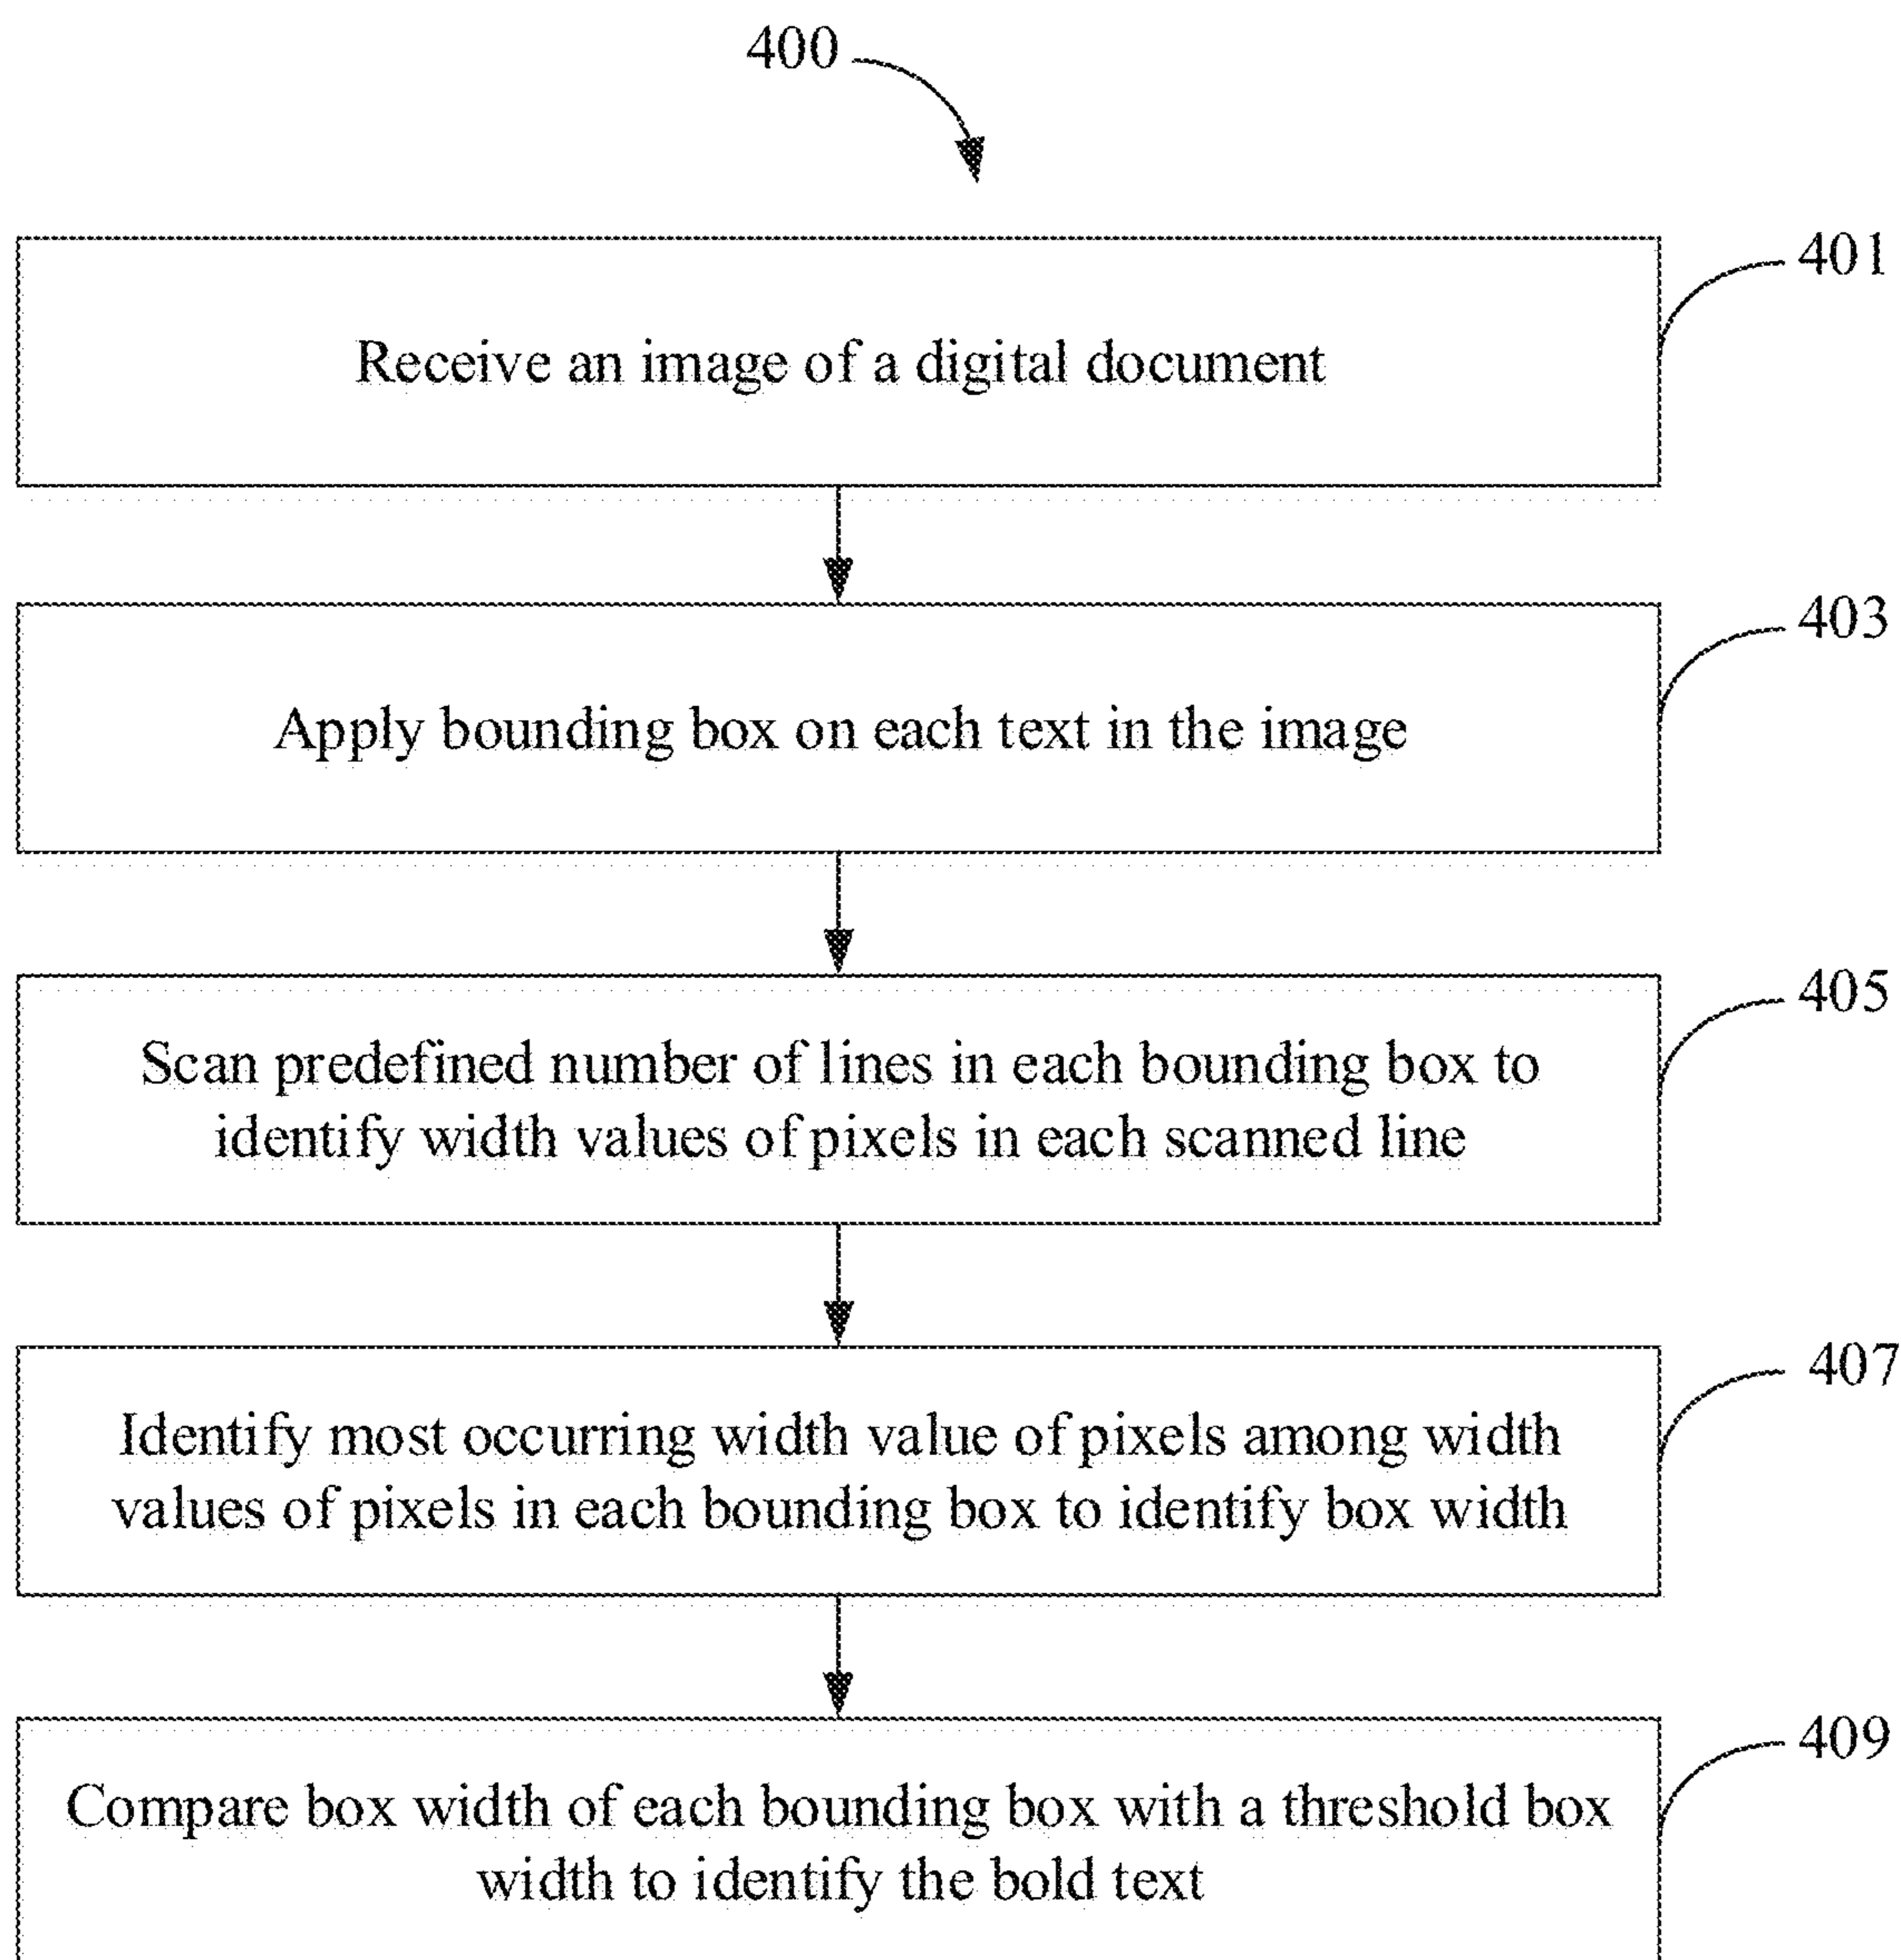 400
401
Receive an image of a digital document
403
Apply bounding box on each text in the image
405
Scan predefined number of lines in each bounding box to
identify width values of pixels in each scanned line
407
Identify most occurring width value of pixels among width
values of pixels in each bounding box to identify box width
409
Compare box width of each bounding box with a threshold box
width to identify the bold text